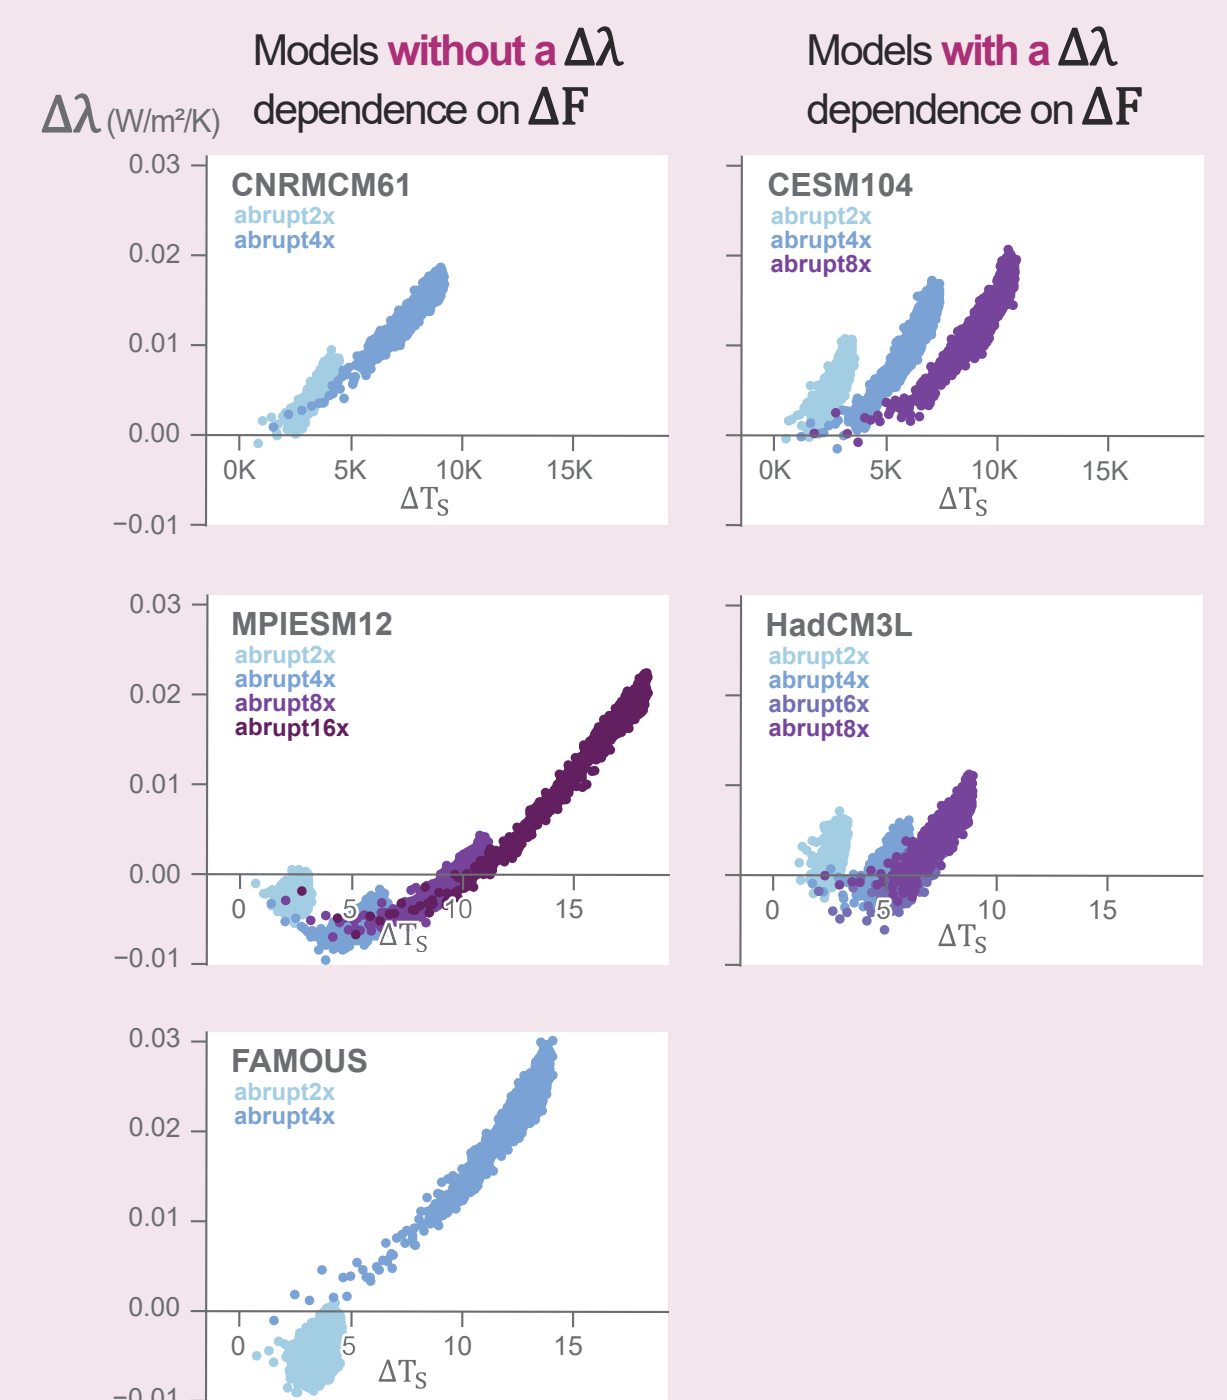 Models without a Δλ
dependence on ΔF
Models with a Δλ
dependence on ΔF
Δλ (W/m²/K)
0.03
0.02
0.01
0.00
−0.01
CNRMCM61
abrupt2x
abrupt4x
0K 5K 10K 15K
ΔTS
CESM104
abrupt2x
abrupt4x
abrupt8x
0K 5K 10K 15K
ΔTS
0.03
0.02
0.01
0.00
−0.01
MPIESM12
abrupt2x
abrupt4x
abrupt8x
abrupt16x
0 5 10 15
ΔTS
HadCM3L
abrupt2x
abrupt4x
abrupt6x
abrupt8x
0 5 10 15
ΔTS
0.03
0.02
0.01
0.00
−0.01
FAMOUS
abrupt2x
abrupt4x
0 5 10 15
ΔTS